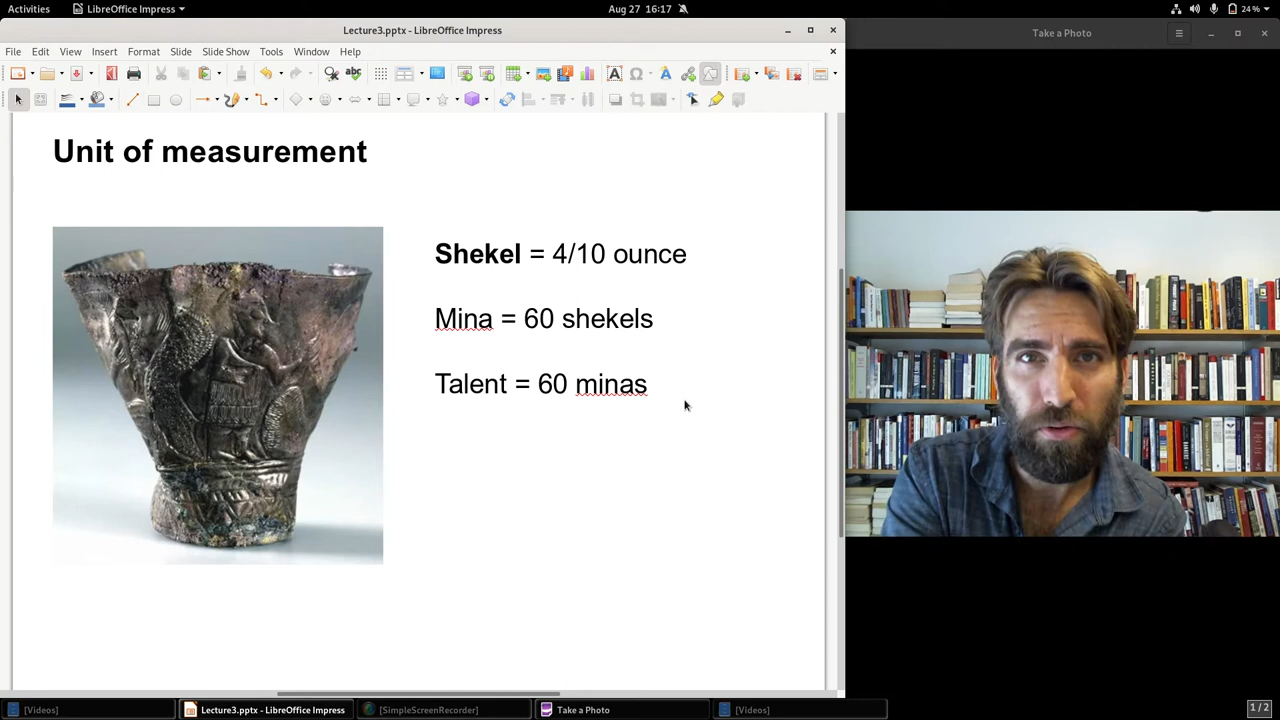 Activities
LibreOffice Impress
Aug 27 16:17
24 %
Lecture3.pptx - LibreOffice Impress
Take a Photo
File Edit View Insert Format Slide Slide Show Tools Window Help
Unit of measurement
Shekel = 4/10 ounce
Mina = 60 shekels
Talent = 60 minas
[Videos]
Lecture3.pptx - LibreOffice Impress
[SimpleScreenRecorder]
Take a Photo
[Videos]
1 / 2